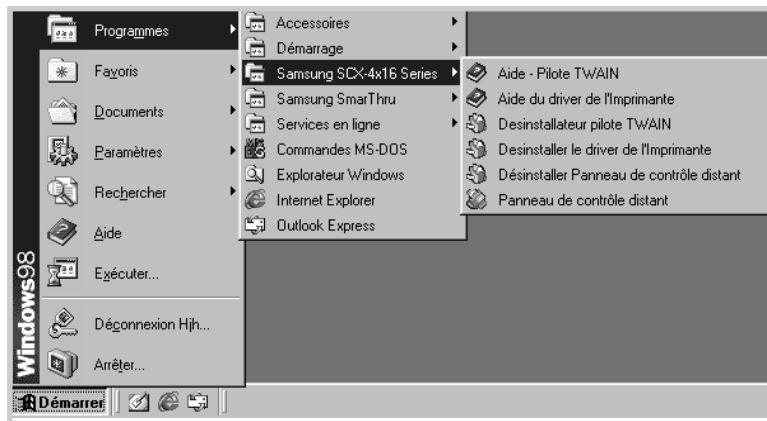 Programmes
Favoris
Documents
Paramètres
Rechercher
Aide
Exécuter...
Déconnexion Hjh...
Arrêter...
Windows98
Démarrer
Accessoires
Démarrage
Samsung SCX-4x16 Series
Samsung SmarThru
Services en ligne
Commandes MS-DOS
Explorateur Windows
Internet Explorer
Outlook Express
Aide - Pilote TWAIN
Aide du driver de l'Imprimante
Desinstallateur pilote TWAIN
Desinstaller le driver de l'Imprimante
Désinstaller Panneau de contrôle distant
Panneau de contrôle distant